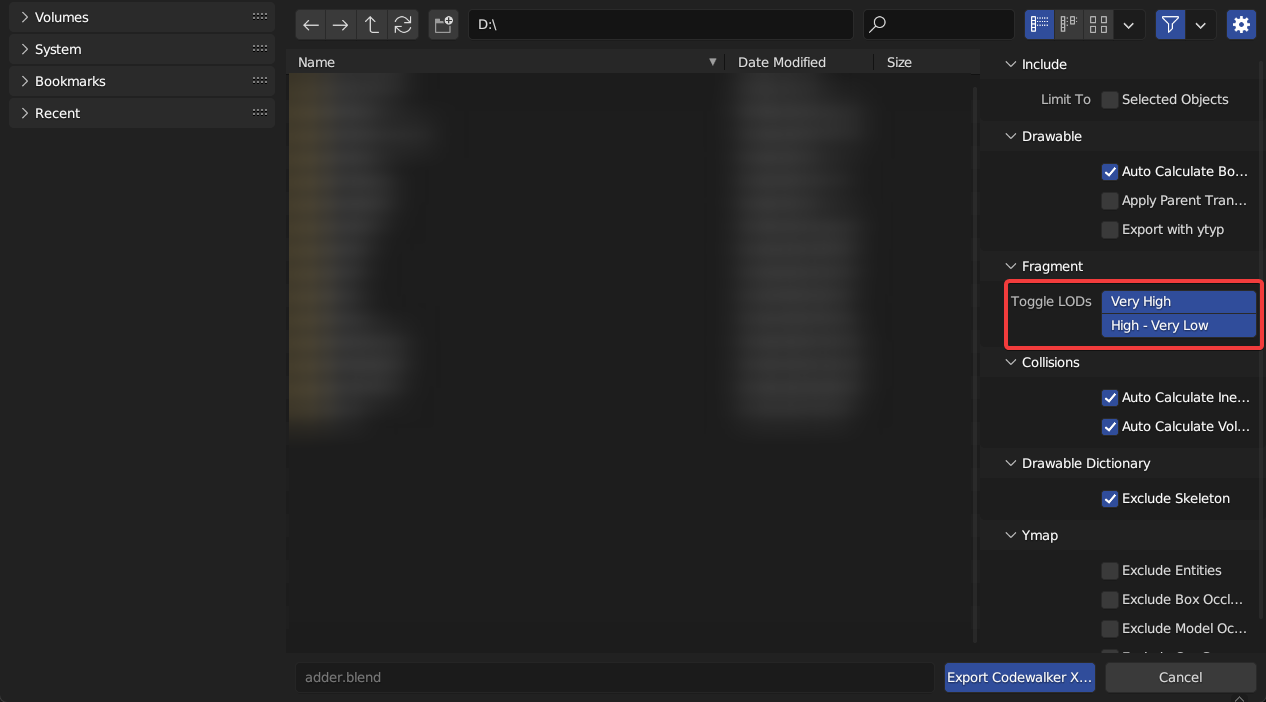 Volumes
System
Bookmarks
Recent
D:\
Name
Date Modified
Size
Include
Limit To
Selected Objects
Drawable
Auto Calculate Bo...
Apply Parent Tran...
Export with ytyp
Fragment
Toggle LODs
Very High
High - Very Low
Collisions
Auto Calculate Ine...
Auto Calculate Vol...
Drawable Dictionary
Exclude Skeleton
Ymap
Exclude Entities
Exclude Box Occl...
Exclude Model Oc...
adder.blend
Export Codewalker X...
Cancel